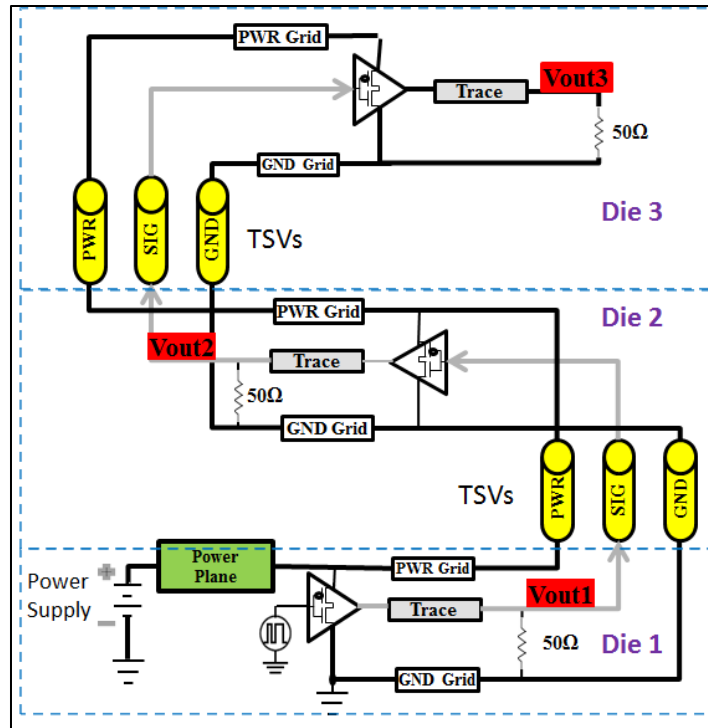 PWR Grid
Vout3
Trace
50Ω
GND Grid
Die 3
PWR
SIG
GND
TSVs
Die 2
PWR Grid
Vout2
Trace
50Ω
GND Grid
TSVs
PWR
SIG
GND
Power
Plane
+
PWR Grid
Power
Supply
Vout1
Trace
50Ω
Die 1
GND Grid